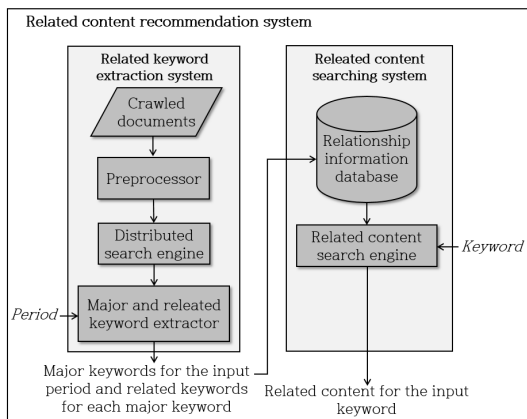 Related content recommendation system
Related keyword
extraction system
Crawled
documents
Preprocessor
Distributed
search engine
Period
Major and releated
keyword extractor
Major keywords for the input
period and related keywords
for each major keyword
Releated content
searching system
Relationship
information
database
Related content
search engine
Keyword
Related content for the input
keyword